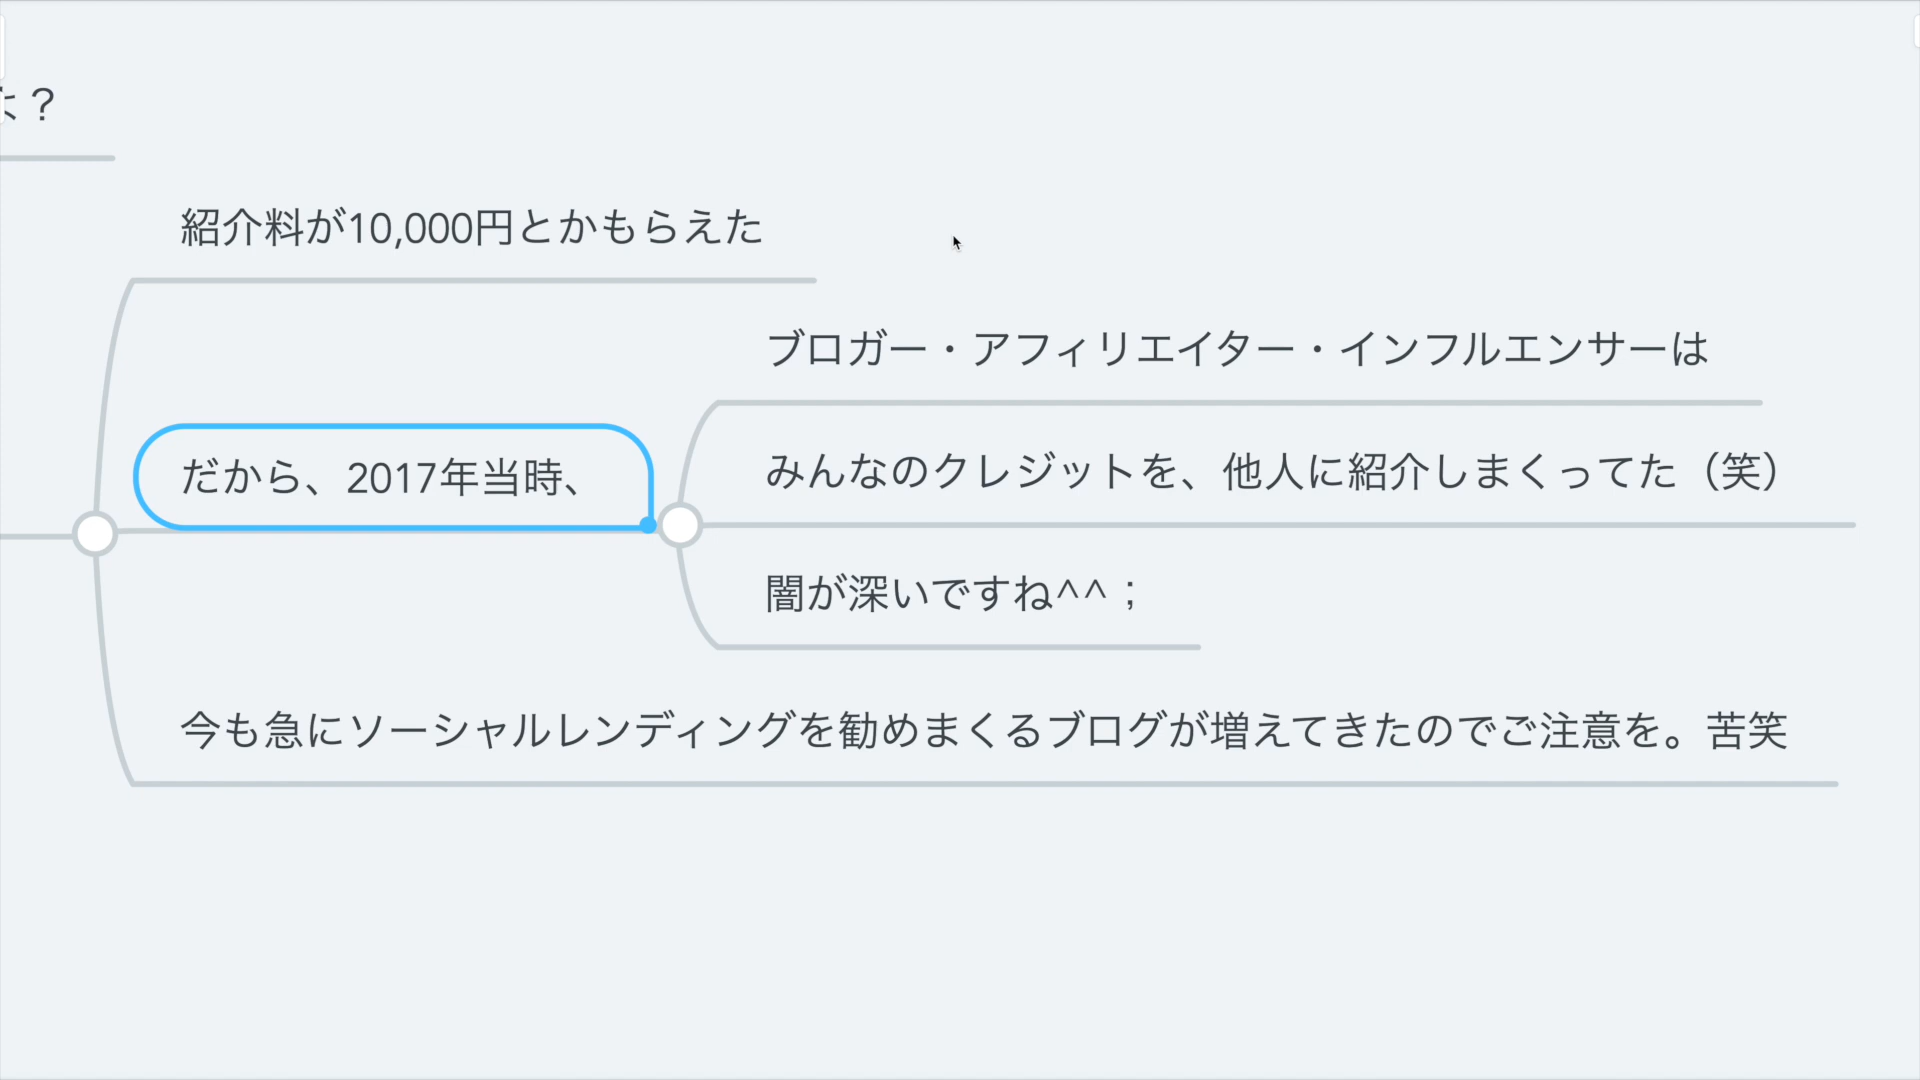 よ？
紹介料が10,000円とかもらえた
だから、2017年当時、
ブロガー・アフィリエイター・インフルエンサーは
みんなのクレジットを、他人に紹介しまくってた（笑）
闇が深いですね^^；
今も急にソーシャルレンディングを勧めまくるブログが増えてきたのでご注意を。苦笑